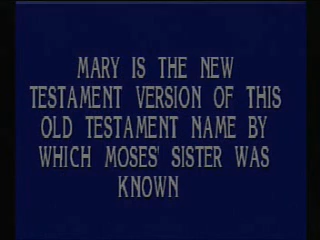 MARY IS THE NEW
TESTAMENT VERSION OF THIS
OLD TESTAMENT NAME BY
WHICH MOSES' SISTER WAS
KNOWN